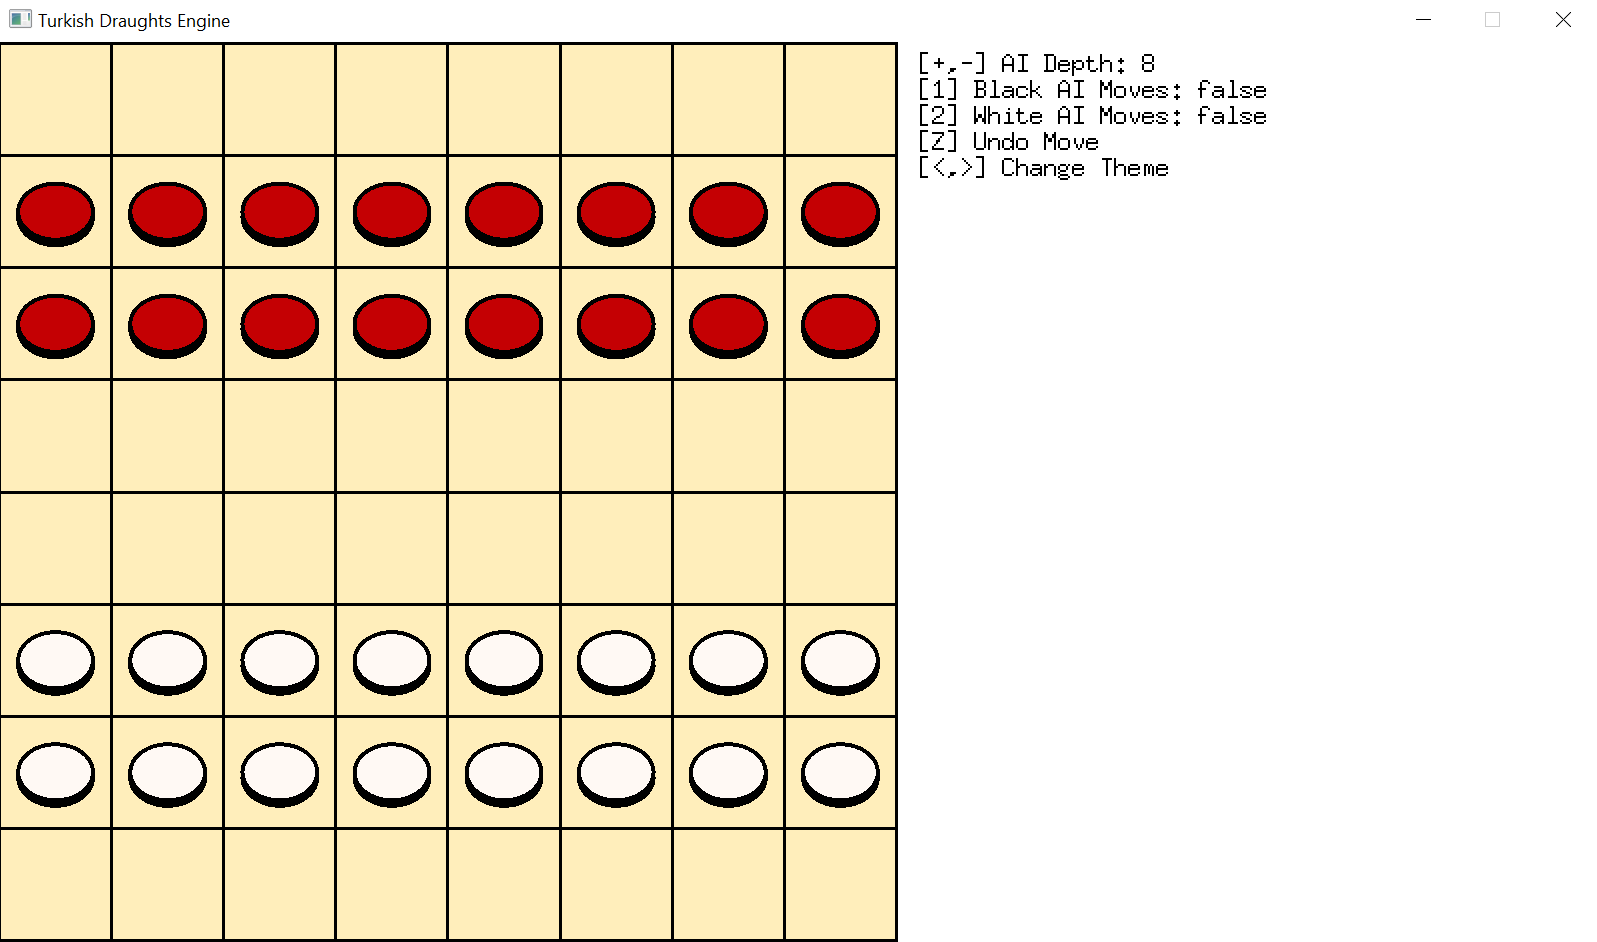 Turkish Draughts Engine
[+,-] AI Depth: 8
[1] Black AI Moves: false
[2] White AI Moves: false
[Z] Undo Move
[<,>] Change Theme